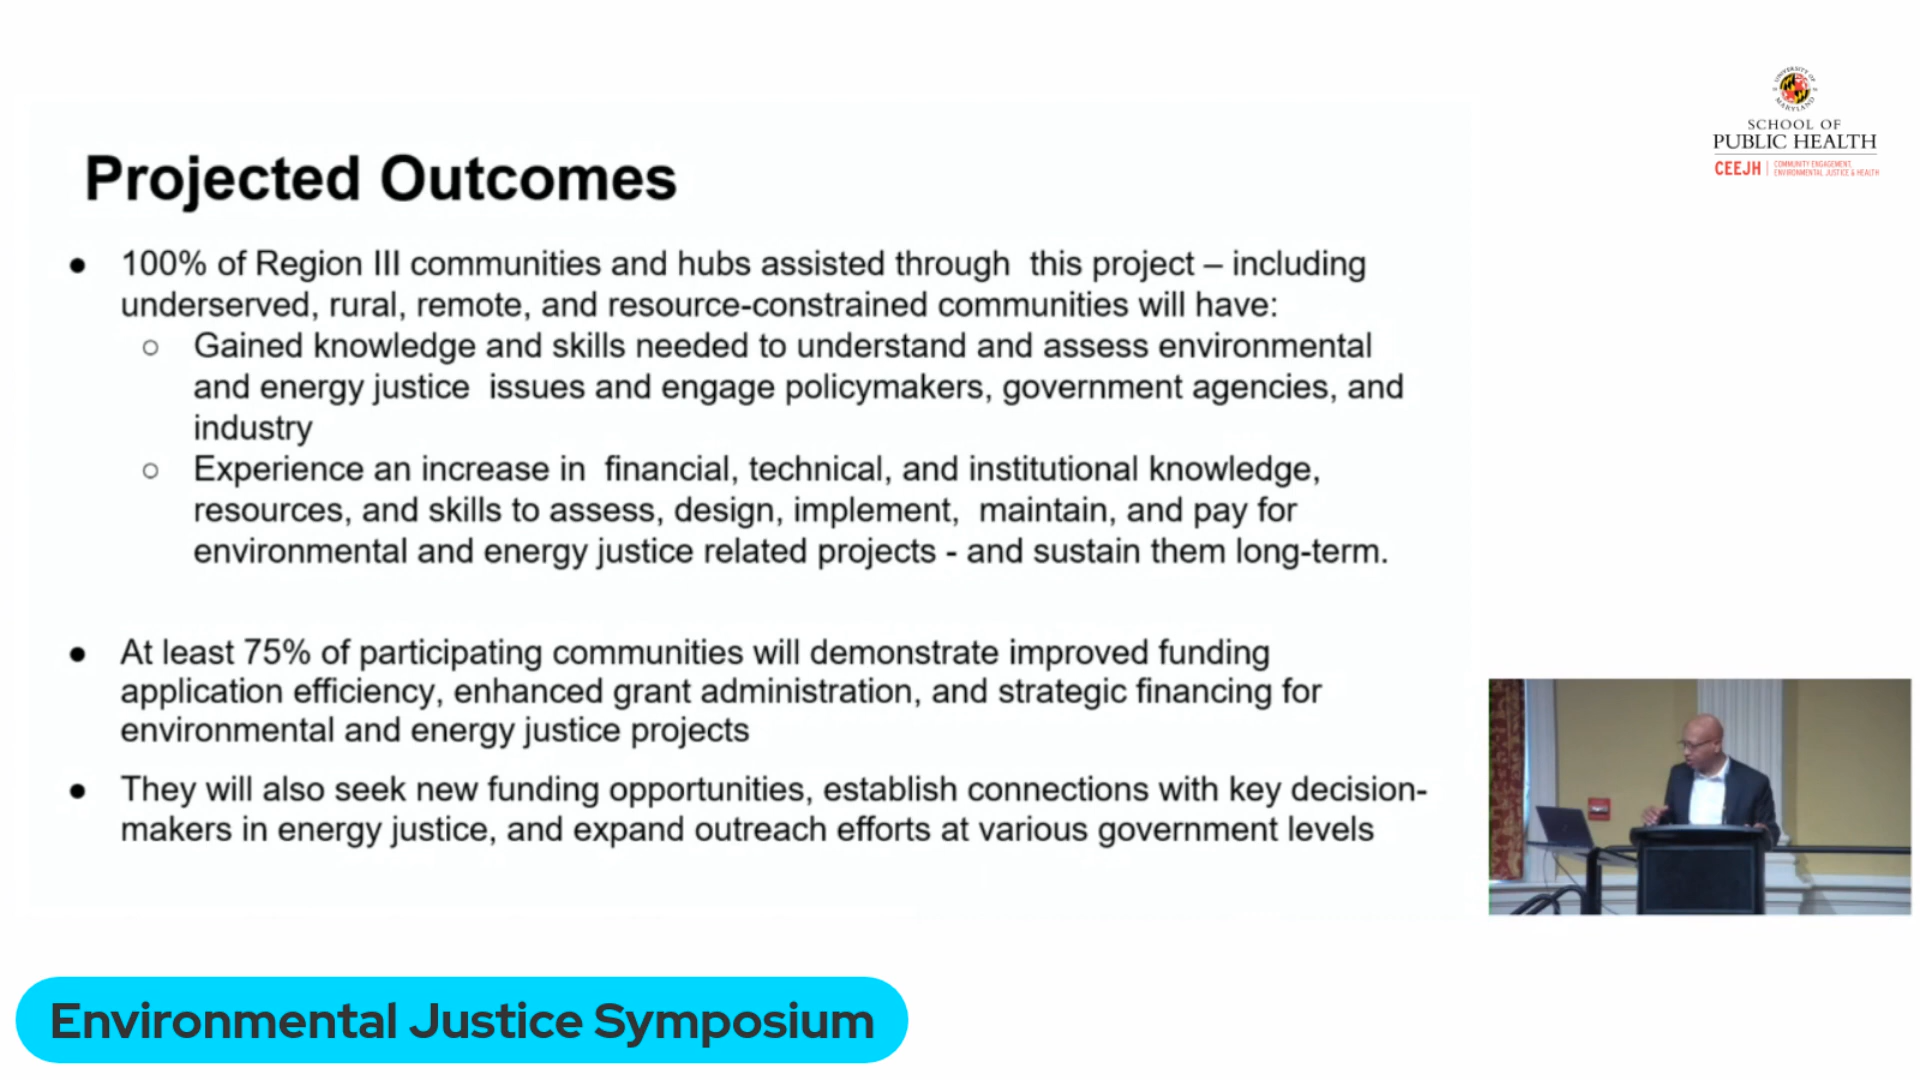 UNIVERSITY OF
MARYLAND
SCHOOL OF
PUBLIC HEALTH
CEEJH
COMMUNITY ENGAGEMENT,
ENVIRONMENTAL JUSTICE & HEALTH
Projected Outcomes
● 100% of Region III communities and hubs assisted through  this project – including
underserved, rural, remote, and resource-constrained communities will have:
○ Gained knowledge and skills needed to understand and assess environmental
and energy justice  issues and engage policymakers, government agencies, and
industry
○ Experience an increase in  financial, technical, and institutional knowledge,
resources, and skills to assess, design, implement,  maintain, and pay for
environmental and energy justice related projects - and sustain them long-term.
● At least 75% of participating communities will demonstrate improved funding
application efficiency, enhanced grant administration, and strategic financing for
environmental and energy justice projects
● They will also seek new funding opportunities, establish connections with key decision-
makers in energy justice, and expand outreach efforts at various government levels
Environmental Justice Symposium